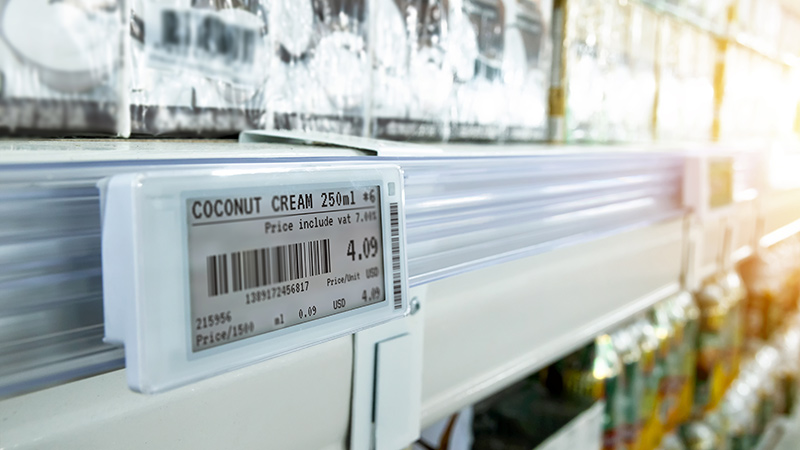 COCONUT CREAM 250ml *6
Price include vat 7.00%
4.09
1389172456817
Price/Unit USD
215956
4.09
Price/1500 ml 0.09 USD